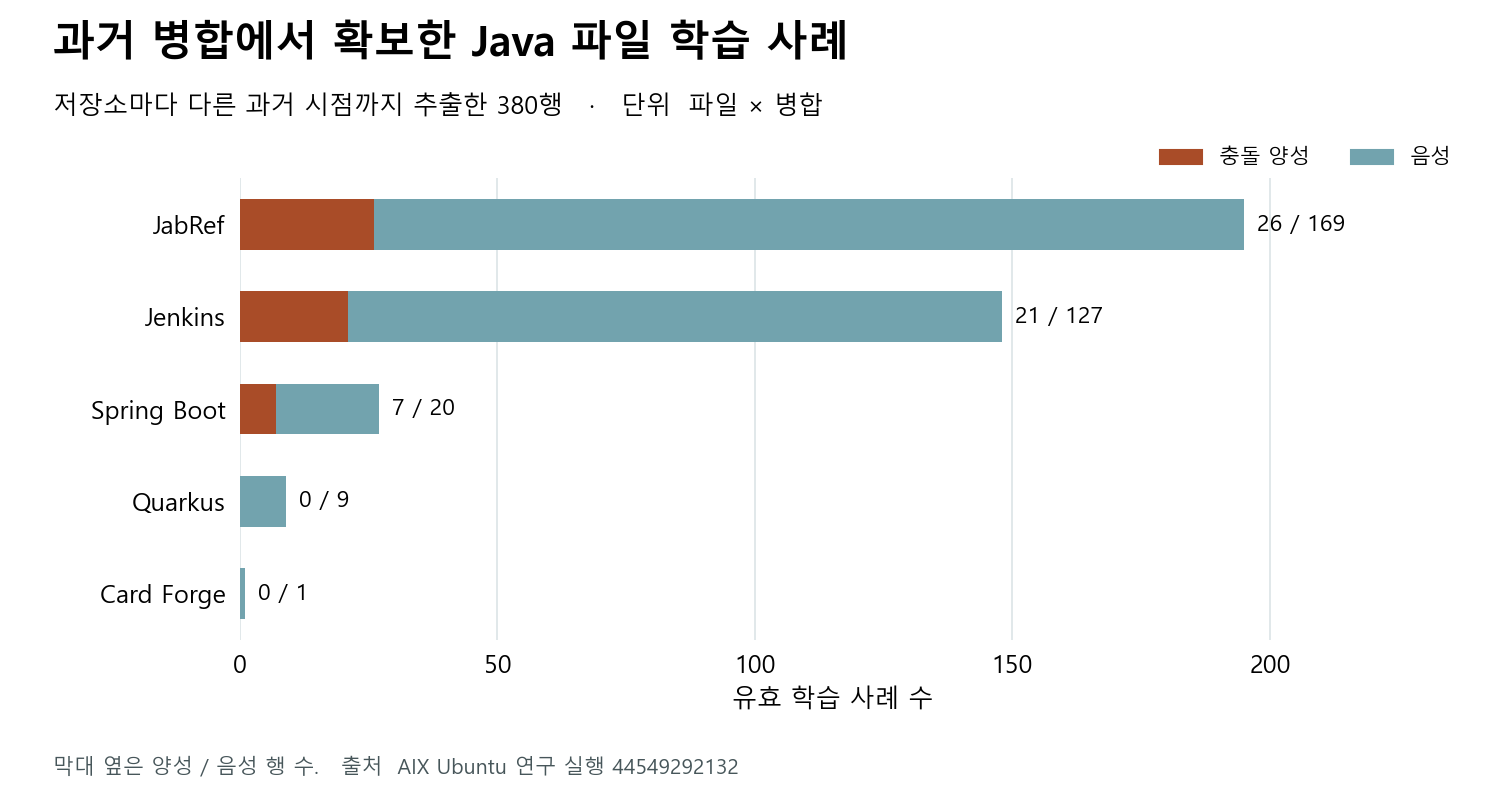 과거 병합에서 확보한 Java 파일 학습 사례
저장소마다 다른 과거 시점까지 추출한 380행 · 단위 파일 × 병합
충돌 양성 음성
JabRef 26 / 169
Jenkins 21 / 127
Spring Boot 7 / 20
Quarkus 0 / 9
Card Forge 0 / 1
0 50 100 150 200
유효 학습 사례 수
막대 옆은 양성 / 음성 행 수. 출처 AIX Ubuntu 연구 실행 44549292132